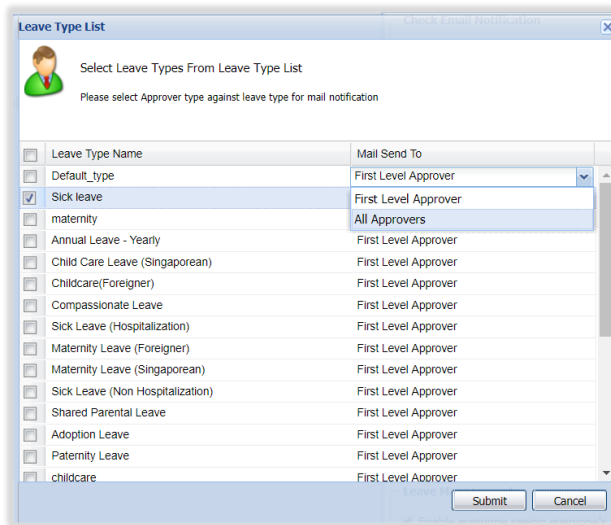 Check Email Notification
Leave Type List
Select Leave Types From Leave Type List
Please select Approver type against leave type for mail notification
Leave Type Name Mail Send To
Default_type First Level Approver
Sick leave First Level Approver
maternity All Approvers
Annual Leave - Yearly First Level Approver
Child Care Leave (Singaporean) First Level Approver
Childcare(Foreigner) First Level Approver
Compassionate Leave First Level Approver
Sick Leave (Hospitalization) First Level Approver
Maternity Leave (Foreigner) First Level Approver
Maternity Leave (Singaporean) First Level Approver
Sick Leave (Non Hospitalization) First Level Approver
Shared Parental Leave First Level Approver
Adoption Leave First Level Approver
Paternity Leave First Level Approver
childcare First Level Approver
Submit Cancel